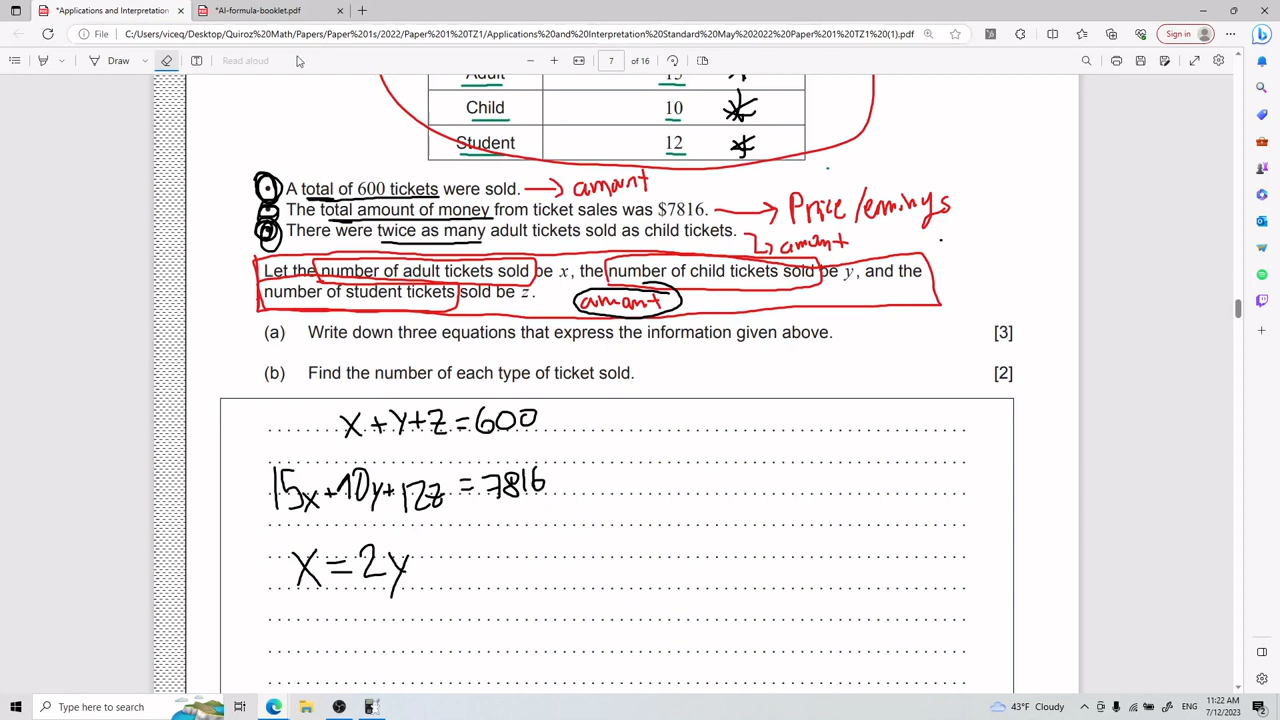 *Applications and Interpretation
*AI-formula-booklet.pdf
File
C:/Users/viceq/Desktop/Quiroz%20Math/Papers/Paper%201s/2022/Paper%201%20TZ1/Applications%20and%20Interpretation%20Standard%20May%202022%20Paper%201%20TZ1%20(1).pdf
Sign in
Draw
Read aloud
7 of 16
Adult 15
Child 10
Student 12
A total of 600 tickets were sold. → amant
The total amount of money from ticket sales was $7816. → Price/ernings
There were twice as many adult tickets sold as child tickets. amant
Let the number of adult tickets sold be x, the number of child tickets sold be y, and the
number of student tickets sold be z. amant
(a) Write down three equations that express the information given above. [3]
(b) Find the number of each type of ticket sold. [2]
x+y+z=600
15x+10y+12z=7816
x=2y
Type here to search
43°F Cloudy
11:22 AM
7/12/2023